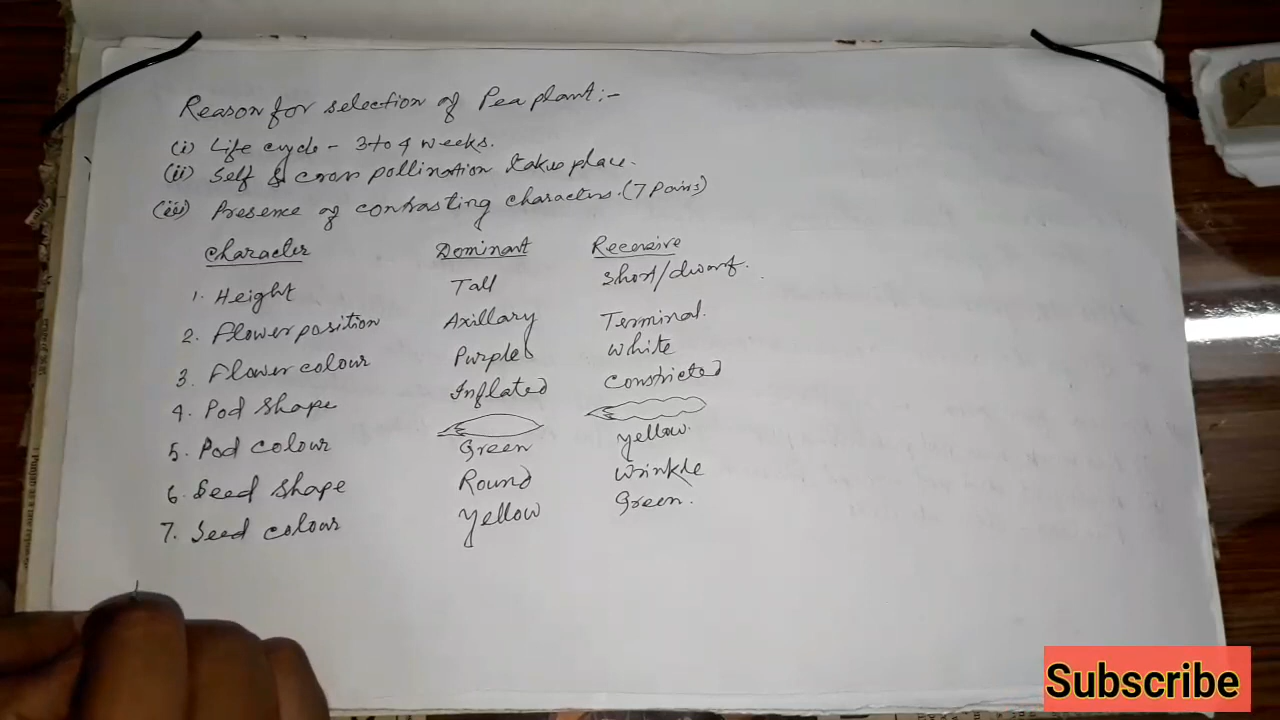 Reason for selection of Pea plant:-
(i) Life cycle - 3 to 4 weeks.
(ii) Self & cross pollination takes place.
(iii) Presence of contrasting characters. (7 pairs)
Character Dominant Recessive
1. Height Tall Short/dwarf.
2. Flower position Axillary Terminal.
3. Flower colour Purple White
4. Pod shape Inflated Constricted
5. Pod colour Green yellow.
6. Seed shape Round wrinkle
7. Seed colour yellow Green.
Subscribe